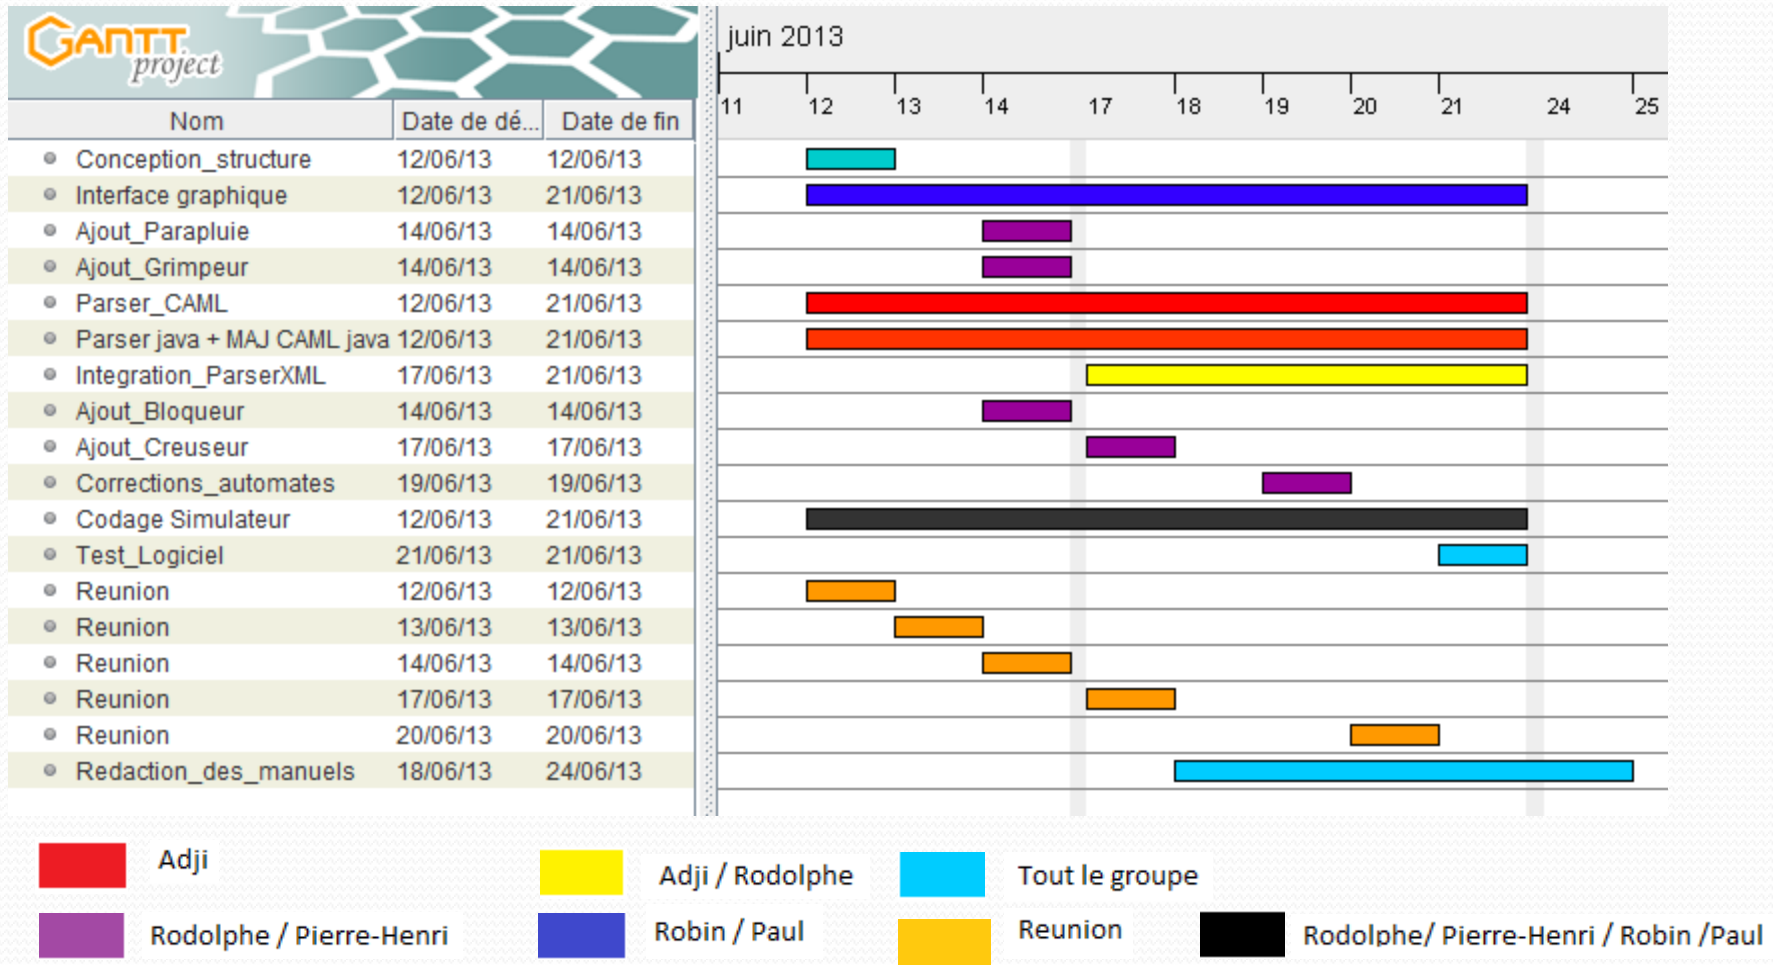 GANTT
project
juin 2013
11 12 13 14 17 18 19 20 21 24 25
Nom Date de dé... Date de fin
Conception_structure 12/06/13 12/06/13
Interface graphique 12/06/13 21/06/13
Ajout_Parapluie 14/06/13 14/06/13
Ajout_Grimpeur 14/06/13 14/06/13
Parser_CAML 12/06/13 21/06/13
Parser java + MAJ CAML java 12/06/13 21/06/13
Integration_ParserXML 17/06/13 21/06/13
Ajout_Bloqueur 14/06/13 14/06/13
Ajout_Creuseur 17/06/13 17/06/13
Corrections_automates 19/06/13 19/06/13
Codage Simulateur 12/06/13 21/06/13
Test_Logiciel 21/06/13 21/06/13
Reunion 12/06/13 12/06/13
Reunion 13/06/13 13/06/13
Reunion 14/06/13 14/06/13
Reunion 17/06/13 17/06/13
Reunion 20/06/13 20/06/13
Redaction_des_manuels 18/06/13 24/06/13
Adji
Adji / Rodolphe
Tout le groupe
Rodolphe / Pierre-Henri
Robin / Paul
Reunion
Rodolphe/ Pierre-Henri / Robin /Paul